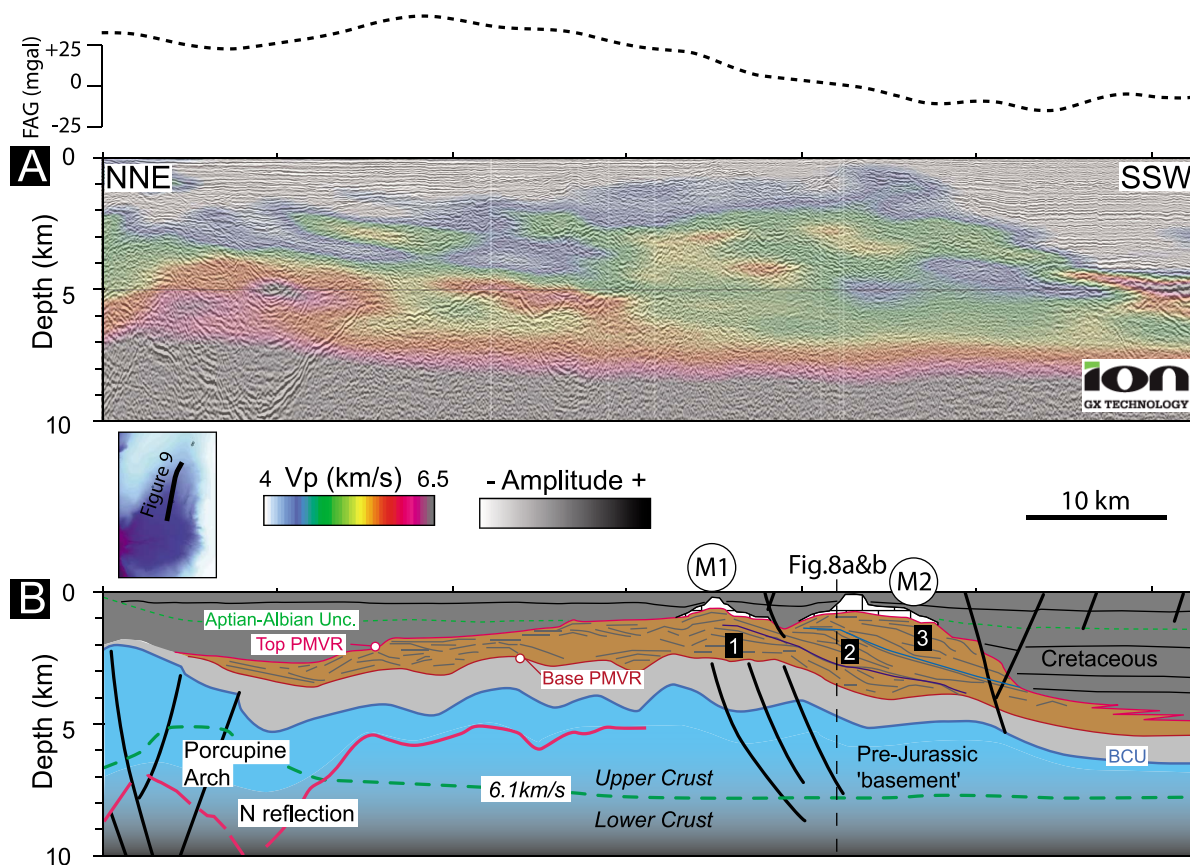 FAG (mgal)
+25
0
-25
A
NNE
SSW
Depth (km)
0
5
10
ion
GX TECHNOLOGY
Figure 9
4 Vp (km/s) 6.5
- Amplitude +
10 km
B
M1
Fig.8a&b
M2
Depth (km)
0
5
10
Aptian-Albian Unc.
Top PMVR
Base PMVR
1
2
3
Cretaceous
Porcupine
Arch
N reflection
6.1km/s
Upper Crust
Lower Crust
Pre-Jurassic
'basement'
BCU